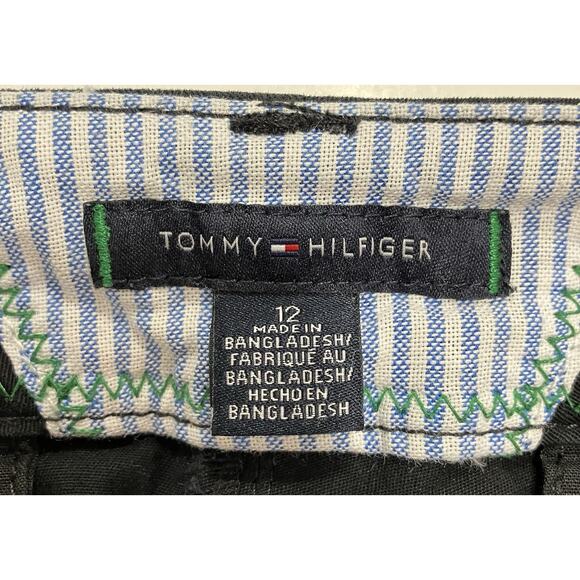 TOMMY HILFIGER
12
MADE IN
BANGLADESH/
FABRIQUÉ AU
BANGLADESH/
HECHO EN
BANGLADESH